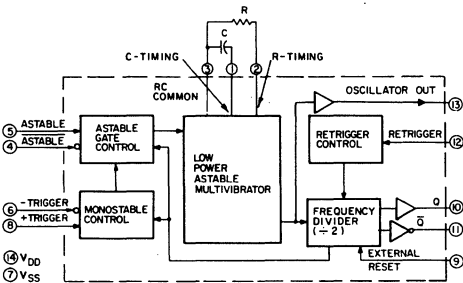 R
C
C-TIMING
R-TIMING
3 1 2
RC
COMMON
OSCILLATOR OUT
13
5 ASTABLE
4 ASTABLE
ASTABLE
GATE
CONTROL
LOW
POWER
ASTABLE
MULTIVIBRATOR
RETRIGGER
CONTROL
RETRIGGER
12
6 -TRIGGER
8 +TRIGGER
MONOSTABLE
CONTROL
FREQUENCY
DIVIDER
(÷2)
Q
10
Q̅
11
EXTERNAL
RESET
9
14 VDD
7 VSS